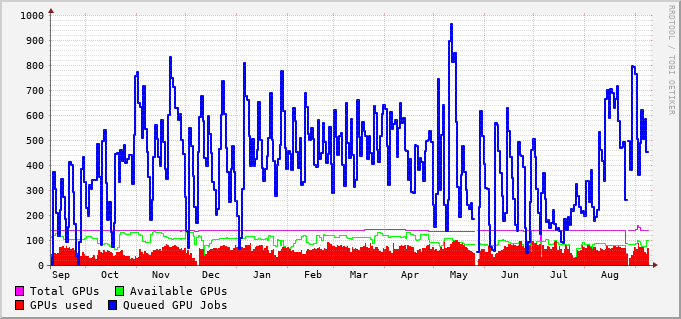 1000
900
800
700
600
500
400
300
200
100
0
Sep Oct Nov Dec Jan Feb Mar Apr May Jun Jul Aug
Total GPUs Available GPUs
GPUs used Queued GPU Jobs
RRDTOOL / TOBI OETIKER